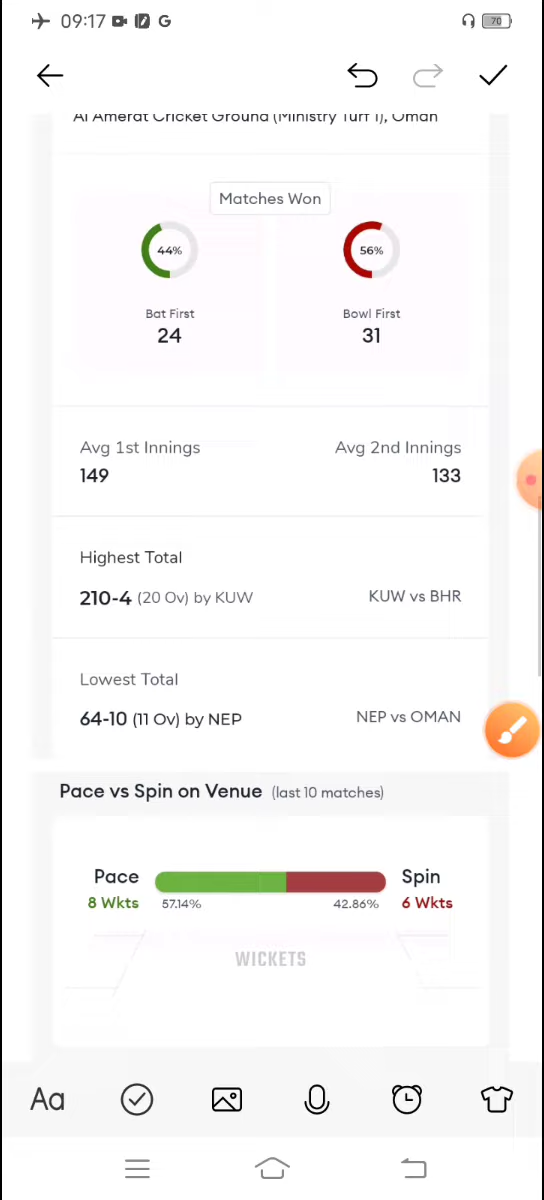 09:17 G 70
Al Amerat Cricket Ground (Ministry Turf 1), Oman
Matches Won
44% 56%
Bat First Bowl First
24 31
Avg 1st Innings Avg 2nd Innings
149 133
Highest Total
210-4 (20 Ov) by KUW KUW vs BHR
Lowest Total
64-10 (11 Ov) by NEP NEP vs OMAN
Pace vs Spin on Venue (last 10 matches)
Pace Spin
8 Wkts 57.14% 42.86% 6 Wkts
WICKETS
Aa